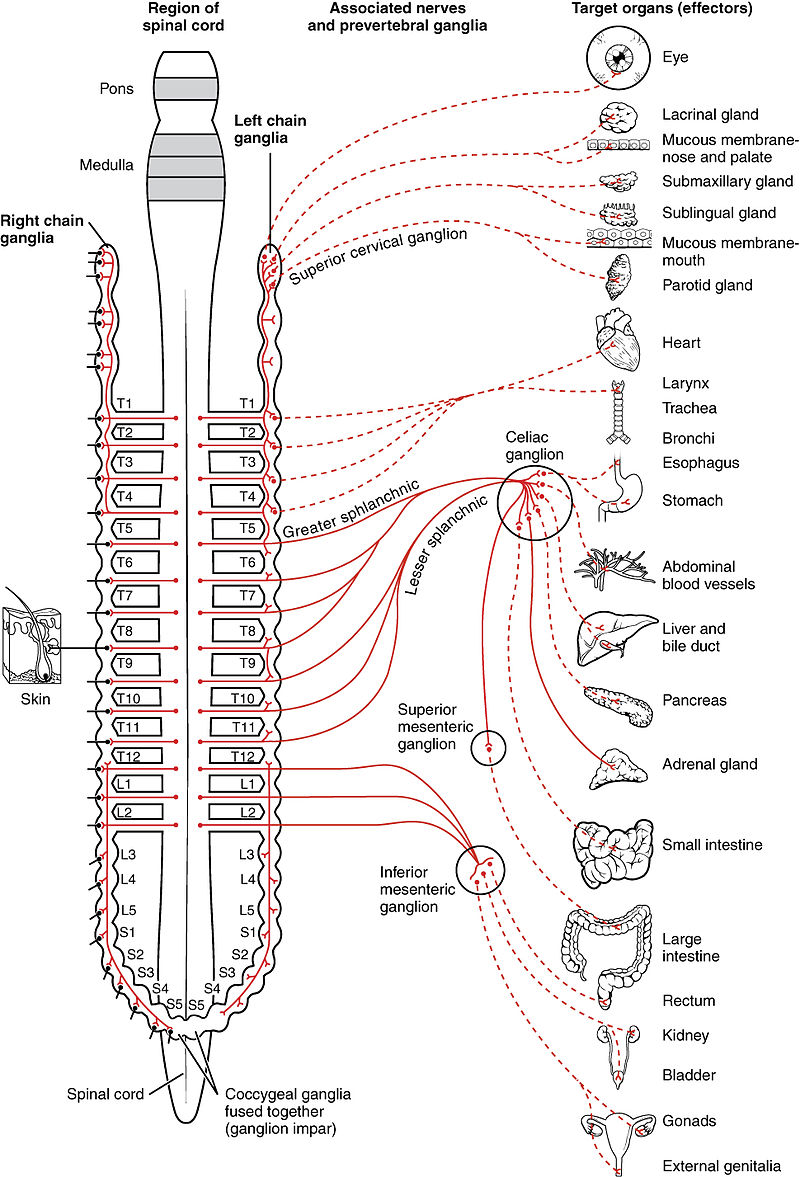 Region of
spinal cord
Associated nerves
and prevertebral ganglia
Target organs (effectors)
Pons
Medulla
Left chain
ganglia
Right chain
ganglia
Superior cervical ganglion
Eye
Lacrinal gland
Mucous membrane-
nose and palate
Submaxillary gland
Sublingual gland
Mucous membrane-
mouth
Parotid gland
Heart
Larynx
Trachea
Bronchi
Esophagus
Stomach
Abdominal
blood vessels
Liver and
bile duct
Pancreas
Adrenal gland
Small intestine
Large
intestine
Rectum
Kidney
Bladder
Gonads
External genitalia
T1 T1
T2 T2
T3 T3
T4 T4
T5 T5
T6 T6
T7 T7
T8 T8
T9 T9
T10 T10
T11 T11
T12 T12
L1 L1
L2 L2
L3 L3
L4 L4
L5 L5
S1 S1
S2 S2
S3 S3
S4 S4
S5 S5
Celiac
ganglion
Greater sphlanchnic
Lesser splanchnic
Skin
Superior
mesenteric
ganglion
Inferior
mesenteric
ganglion
Spinal cord
Coccygeal ganglia
fused together
(ganglion impar)